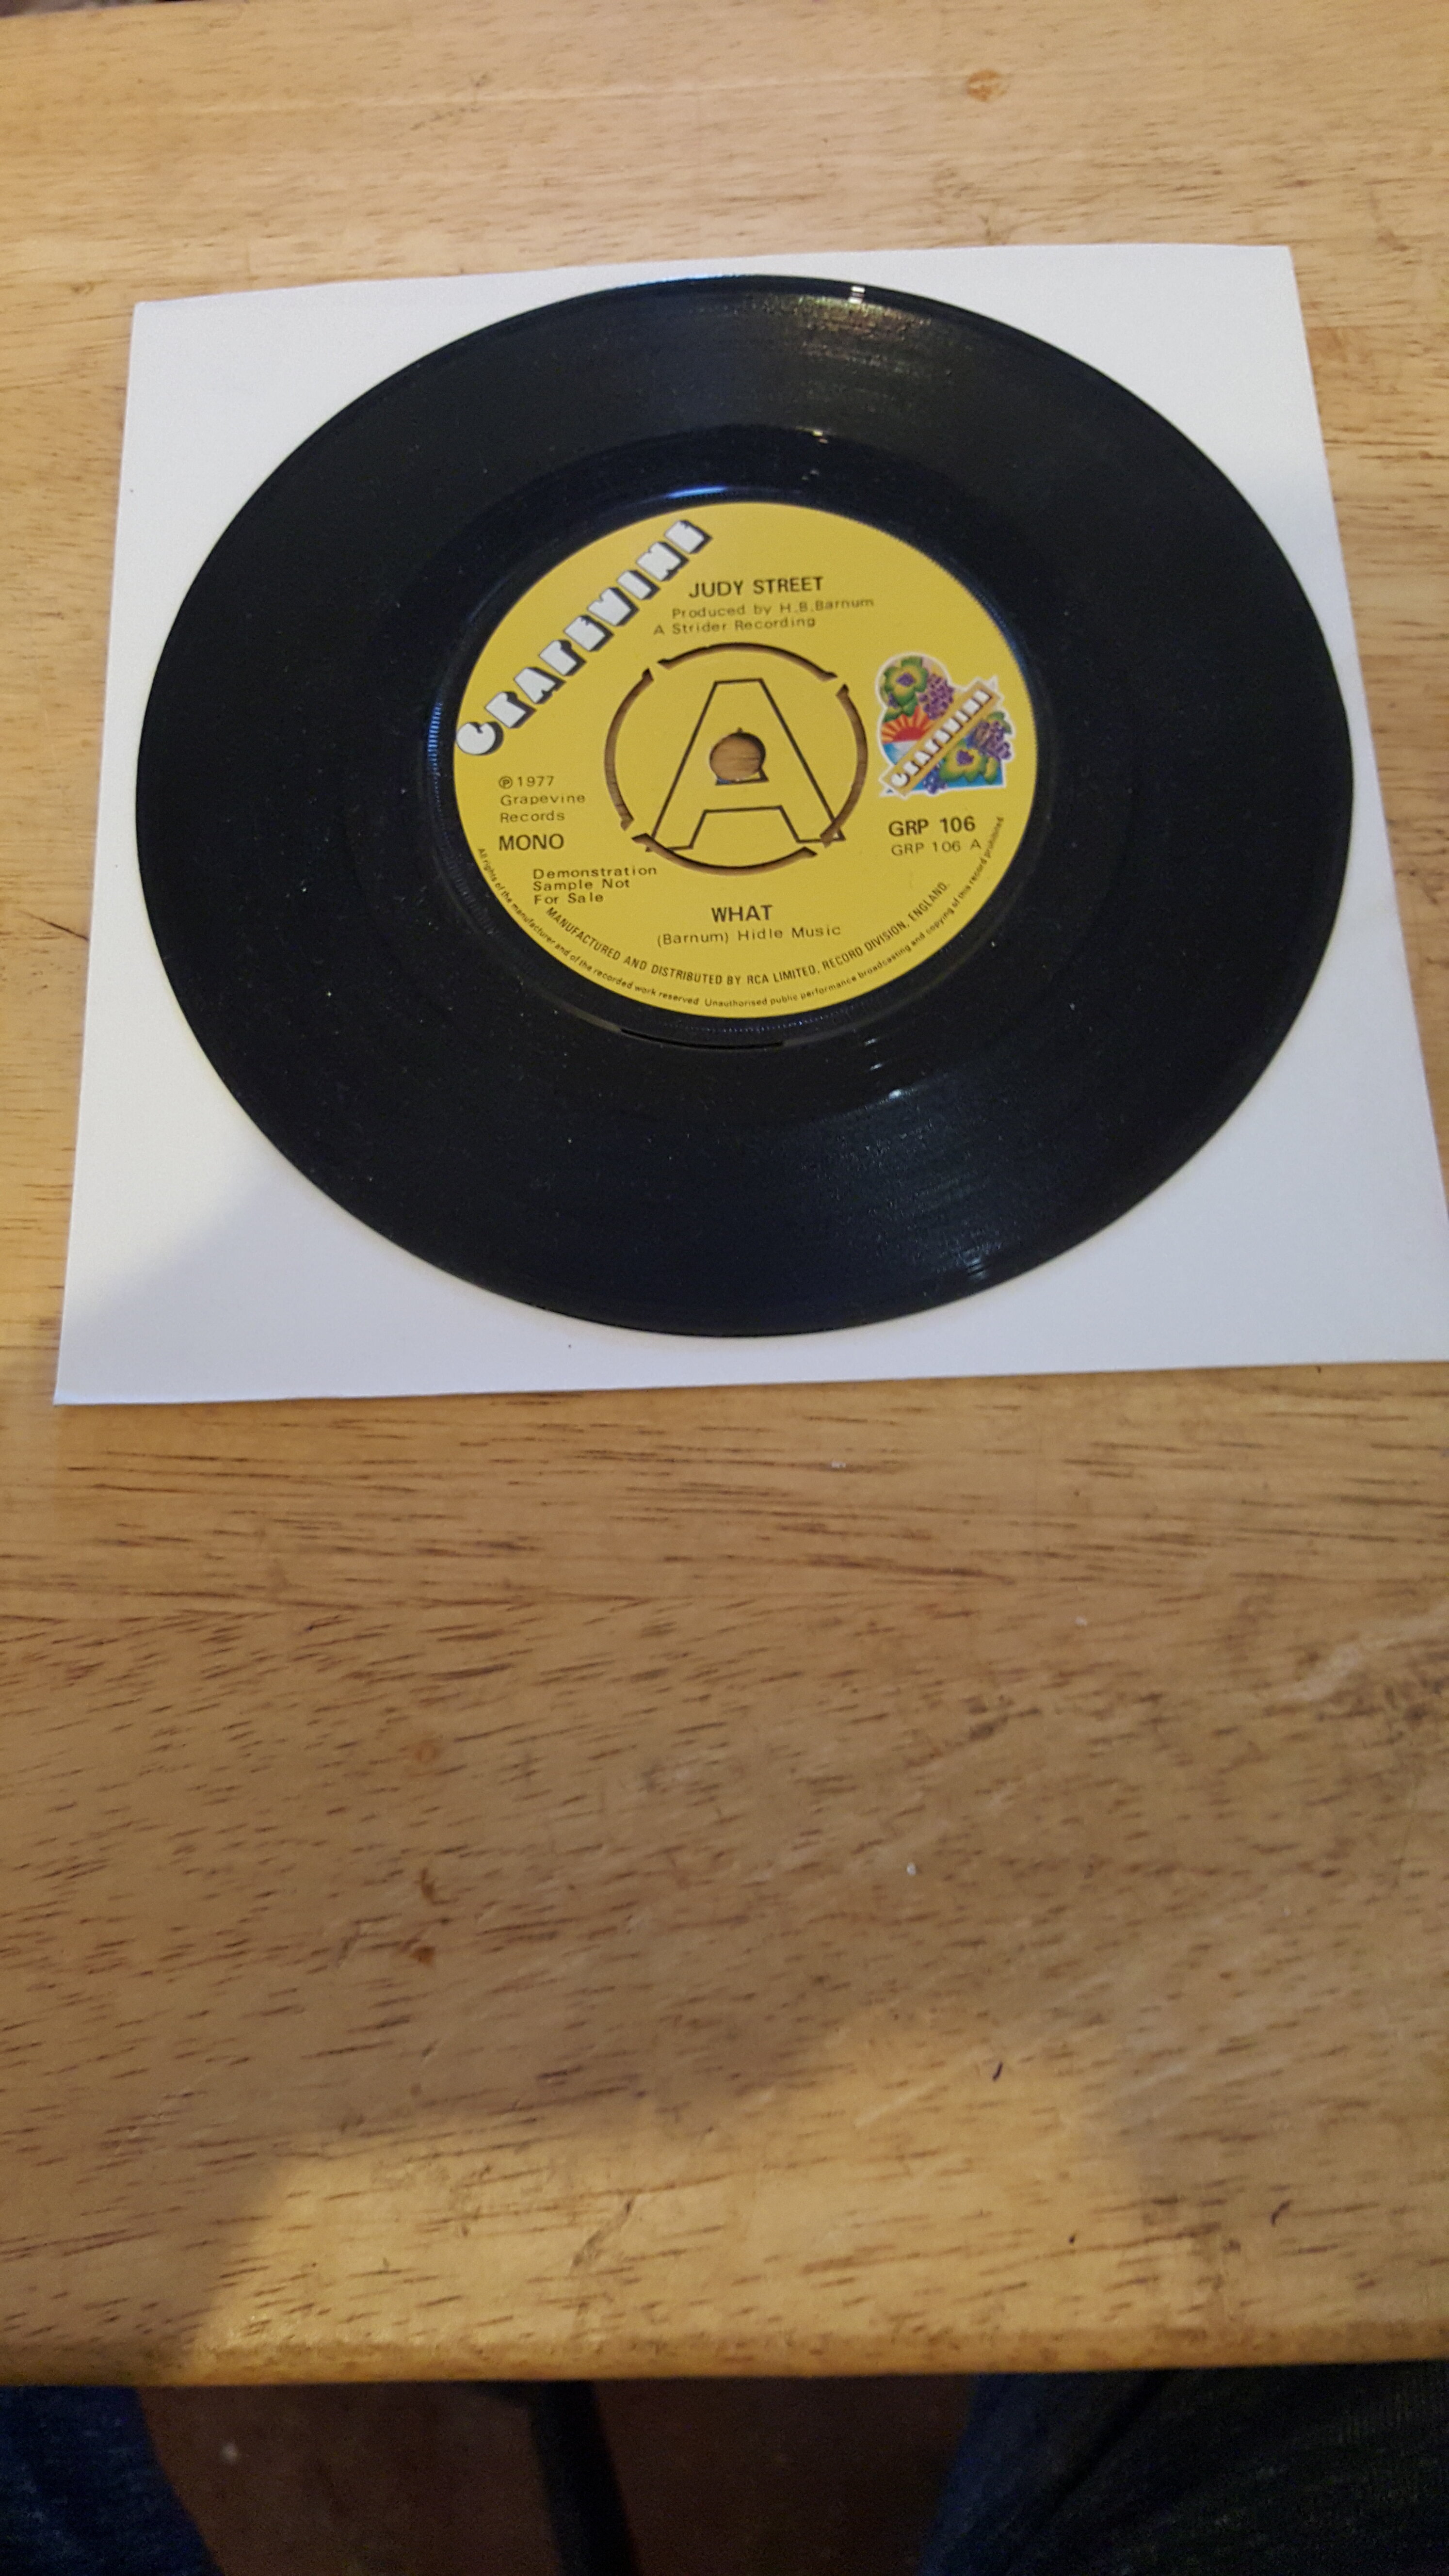 GRAPEVINE
JUDY STREET
Produced by H.B.Barnum
A Strider Recording
A
GRAPEVINE
℗ 1977
Grapevine
Records
MONO
GRP 106
GRP 106 A
Demonstration
Sample Not
For Sale
WHAT
(Barnum) Hidle Music
MANUFACTURED AND DISTRIBUTED BY RCA LIMITED, RECORD DIVISION, ENGLAND.
All rights of the manufacturer and of the recorded work reserved Unauthorised public performance broadcasting and copying of this record prohibited